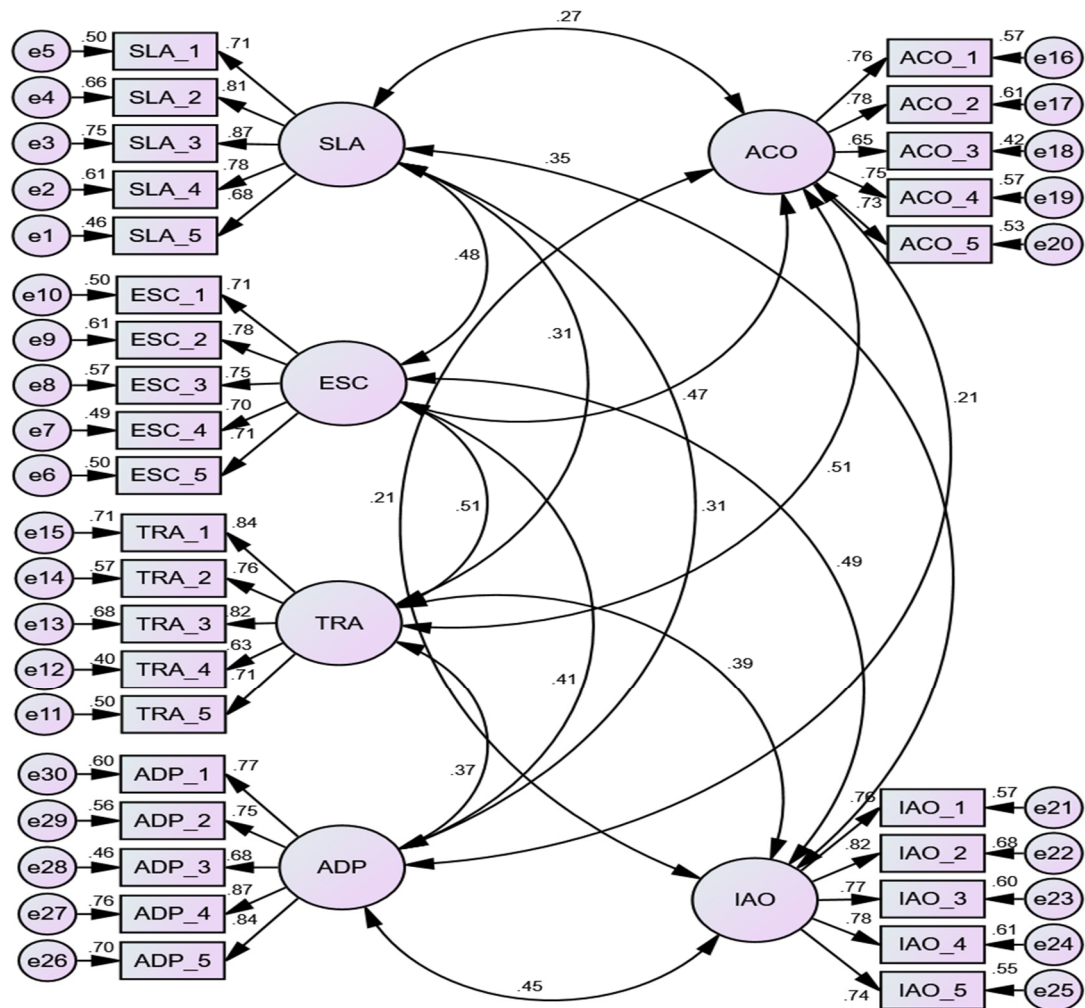 .27
e5 .50 SLA_1 .71
e4 .66 SLA_2 .81
e3 .75 SLA_3 .87
e2 .61 SLA_4 .78
e1 .46 SLA_5 .68
SLA
ACO
.76 ACO_1 .57 e16
.78 ACO_2 .61 e17
.65 ACO_3 .42 e18
.75 ACO_4 .57 e19
.73 ACO_5 .53 e20
.35
.48
e10 .50 ESC_1 .71
e9 .61 ESC_2 .78
e8 .57 ESC_3 .75
e7 .49 ESC_4 .70
e6 .50 ESC_5 .71
ESC
.31
.47
.21
.51
.21
.51
.31
.49
e15 .71 TRA_1 .84
e14 .57 TRA_2 .76
e13 .68 TRA_3 .82
e12 .40 TRA_4 .63
e11 .50 TRA_5 .71
TRA
.39
.41
.37
e30 .60 ADP_1 .77
e29 .56 ADP_2 .75
e28 .46 ADP_3 .68
e27 .76 ADP_4 .87
e26 .70 ADP_5 .84
ADP
IAO
.76 IAO_1 .57 e21
.82 IAO_2 .68 e22
.77 IAO_3 .60 e23
.78 IAO_4 .61 e24
.74 IAO_5 .55 e25
.45